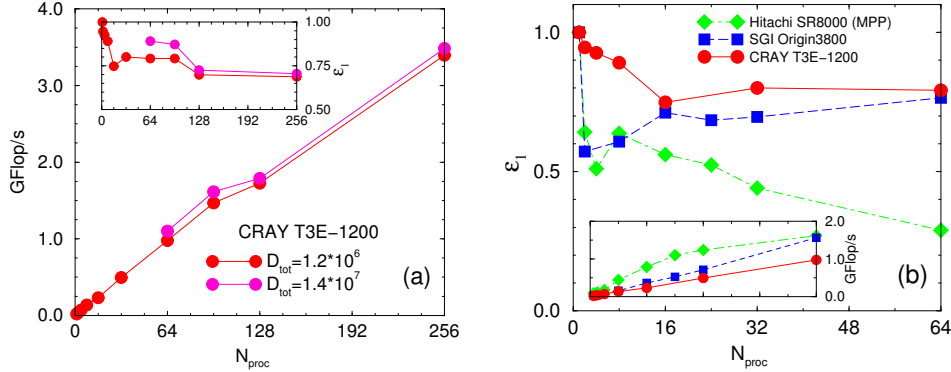 4.0
3.0
2.0
1.0
0.0
GFlop/s
0 64 128 192 256
N_proc
1.00
0.75
0.50
ε_1
0 64 128 192 256
CRAY T3E−1200
D_tot=1.2*10^6
D_tot=1.4*10^7
(a)
1.0
0.5
0.0
ε_1
0 16 32 48 64
N_proc
Hitachi SR8000 (MPP)
SGI Origin3800
CRAY T3E−1200
2.0
1.0
0.0
GFlop/s
(b)